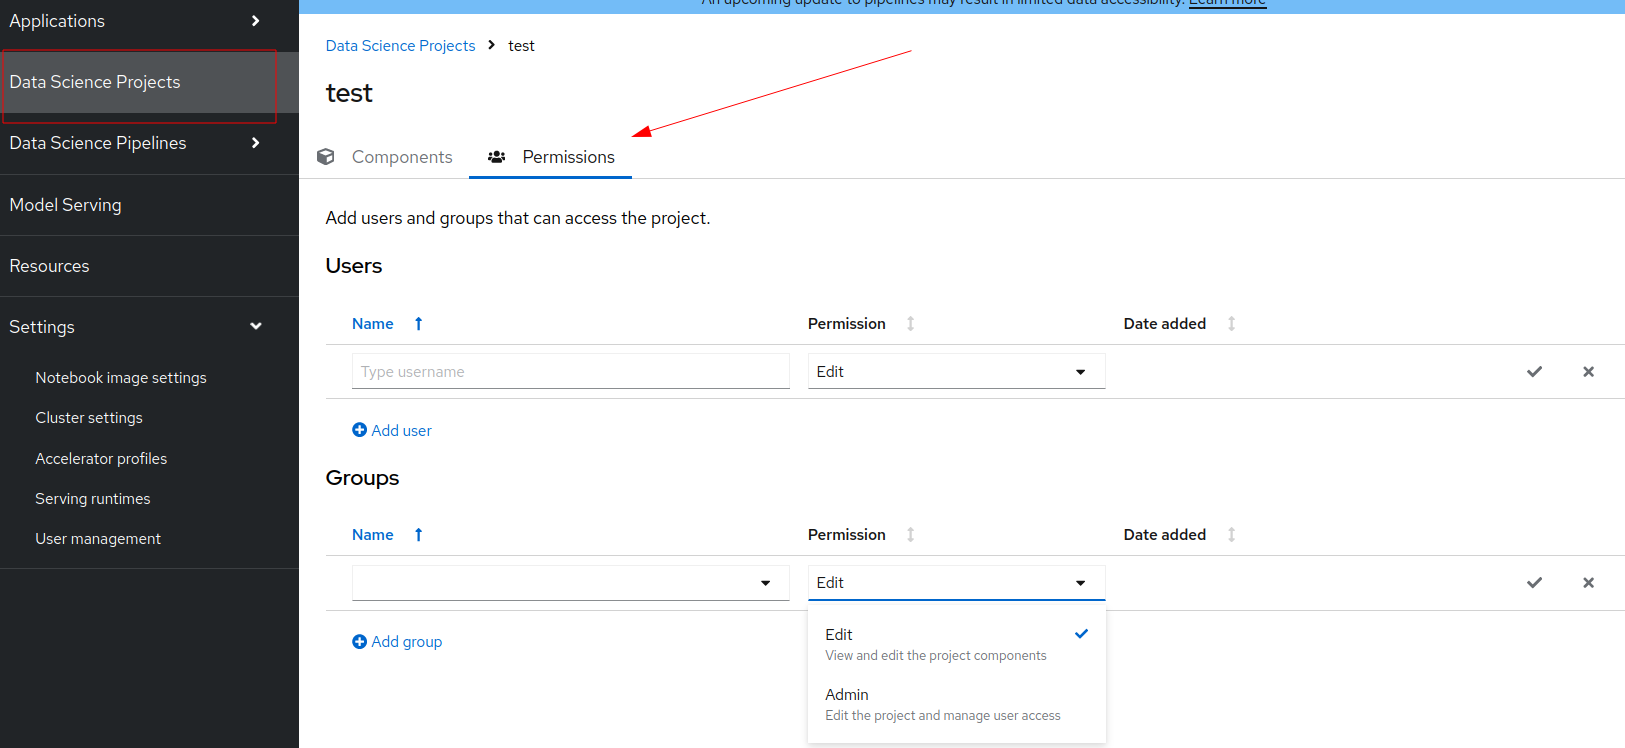 Applications
Data Science Projects
Data Science Pipelines
Model Serving
Resources
Settings
Notebook image settings
Cluster settings
Accelerator profiles
Serving runtimes
User management
An upcoming update to pipelines may result in limited data accessibility. Learn more
Data Science Projects test
test
Components Permissions
Add users and groups that can access the project.
Users
Name Permission Date added
Type username Edit
Add user
Groups
Name Permission Date added
Edit
Add group
Edit
View and edit the project components
Admin
Edit the project and manage user access